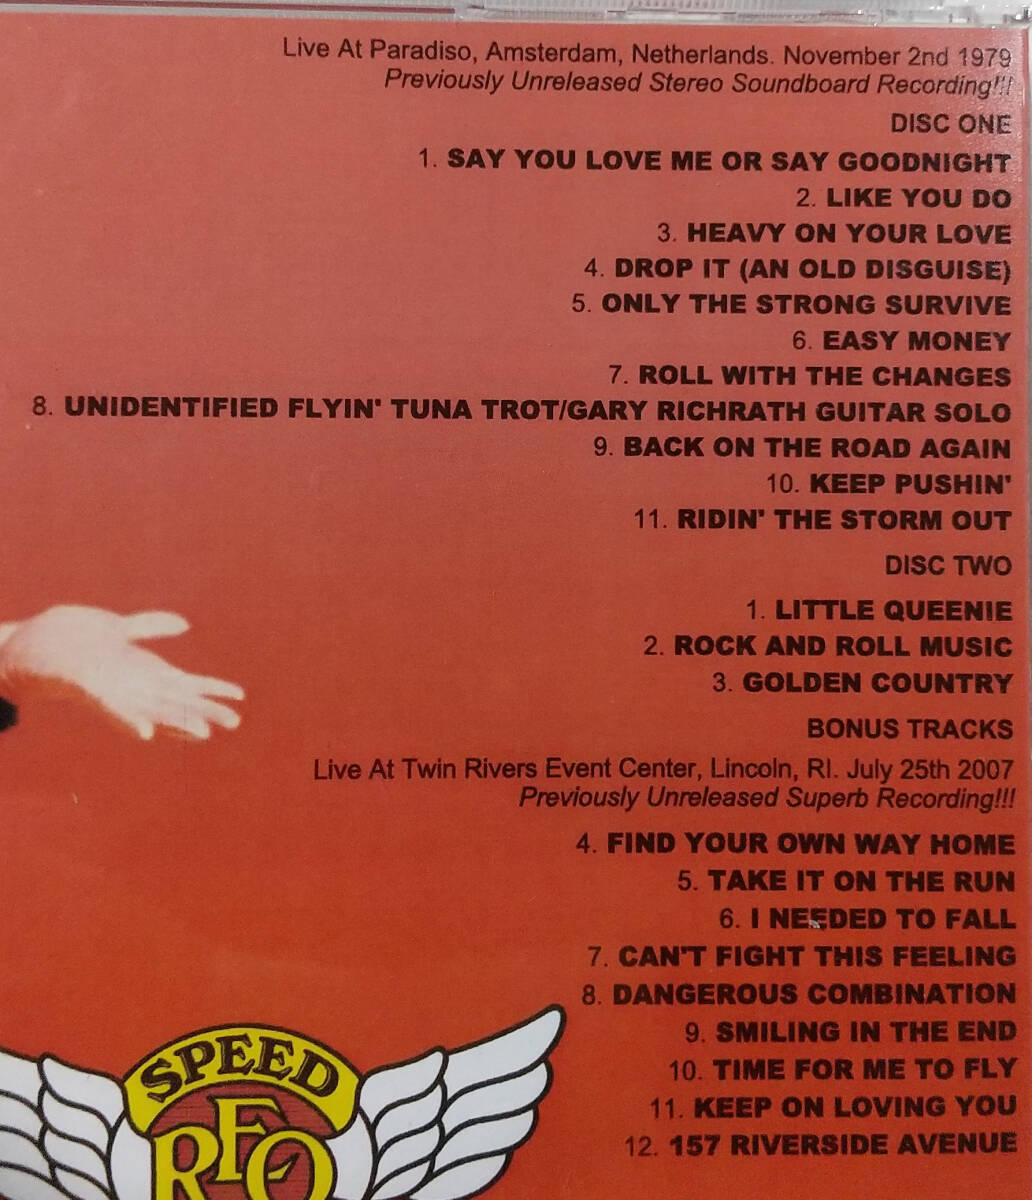 Live At Paradiso, Amsterdam, Netherlands. November 2nd 1979
Previously Unreleased Stereo Soundboard Recording!!!
DISC ONE
1. SAY YOU LOVE ME OR SAY GOODNIGHT
2. LIKE YOU DO
3. HEAVY ON YOUR LOVE
4. DROP IT (AN OLD DISGUISE)
5. ONLY THE STRONG SURVIVE
6. EASY MONEY
7. ROLL WITH THE CHANGES
8. UNIDENTIFIED FLYIN' TUNA TROT/GARY RICHRATH GUITAR SOLO
9. BACK ON THE ROAD AGAIN
10. KEEP PUSHIN'
11. RIDIN' THE STORM OUT
DISC TWO
1. LITTLE QUEENIE
2. ROCK AND ROLL MUSIC
3. GOLDEN COUNTRY
BONUS TRACKS
Live At Twin Rivers Event Center, Lincoln, RI. July 25th 2007
Previously Unreleased Superb Recording!!!
4. FIND YOUR OWN WAY HOME
5. TAKE IT ON THE RUN
6. I NEEDED TO FALL
7. CAN'T FIGHT THIS FEELING
8. DANGEROUS COMBINATION
9. SMILING IN THE END
10. TIME FOR ME TO FLY
11. KEEP ON LOVING YOU
12. 157 RIVERSIDE AVENUE
SPEED
REO